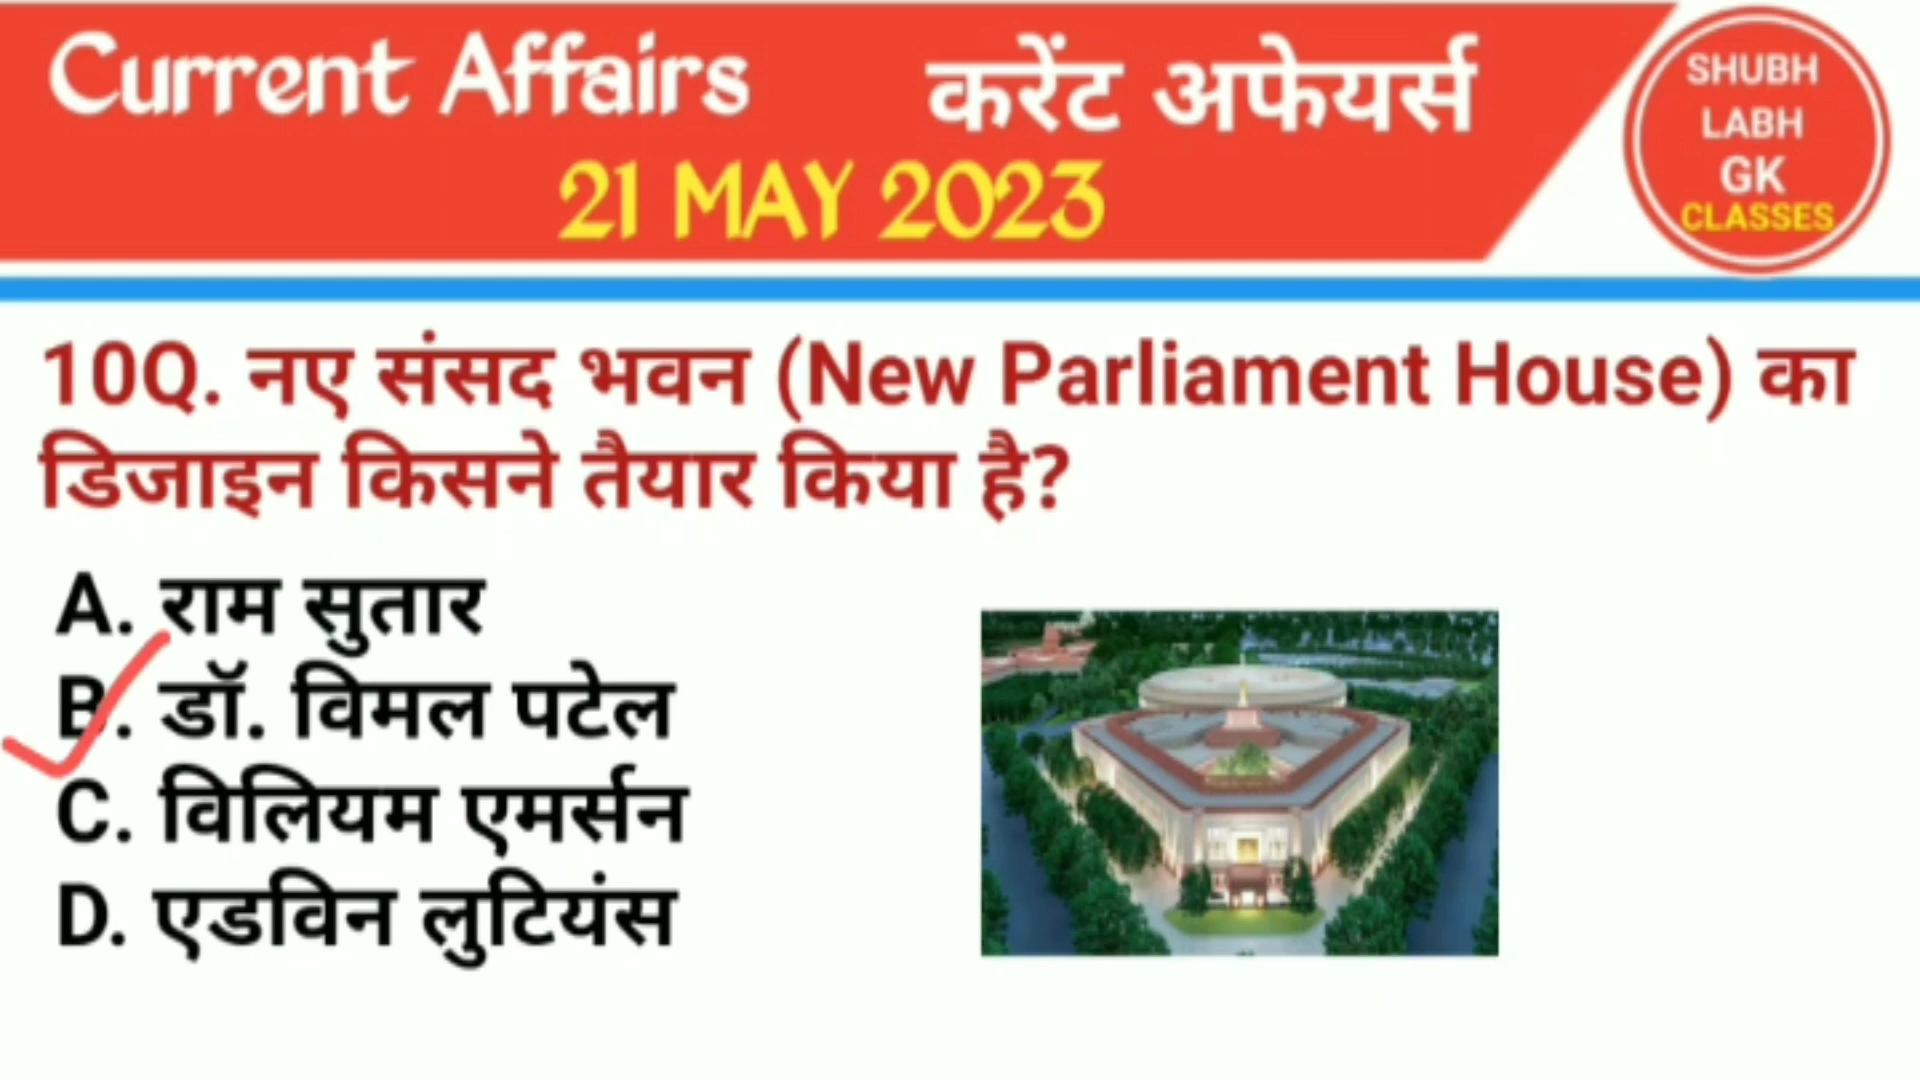 Current Affairs करेंट अफेयर्स
21 MAY 2023
SHUBH
LABH
GK
CLASSES
10Q. नए संसद भवन (New Parliament House) का
डिजाइन किसने तैयार किया है?
A. राम सुतार
B. डॉ. विमल पटेल
C. विलियम एमर्सन
D. एडविन लुटियंस